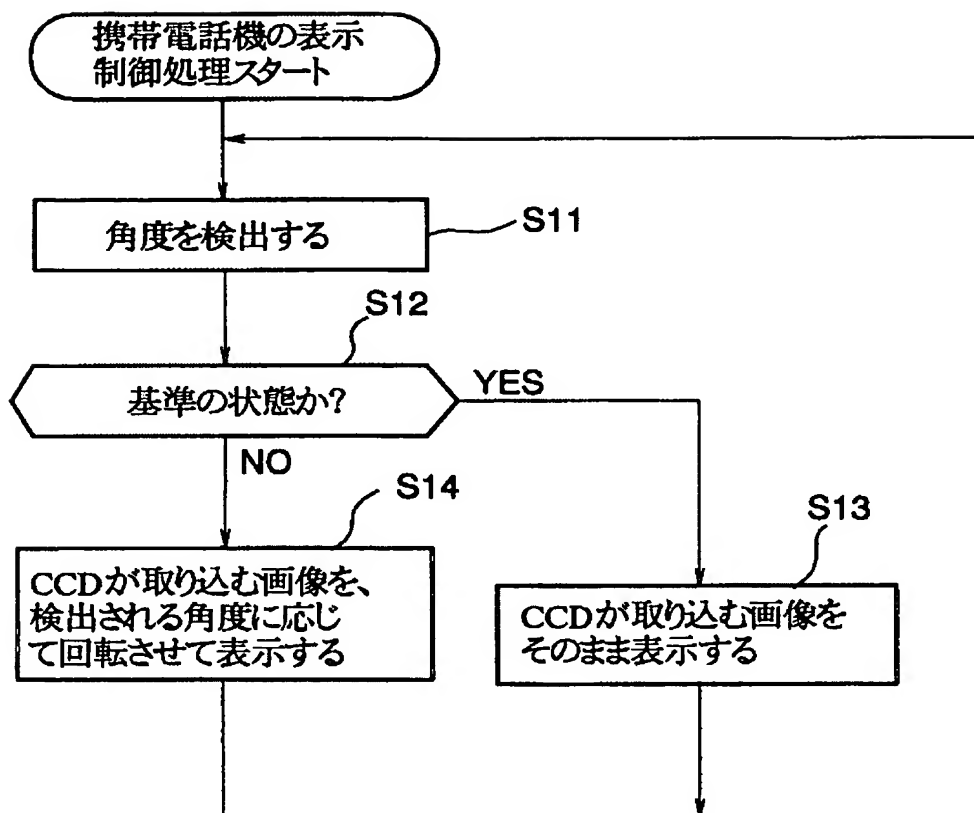 携帯電話機の表示
制御処理スタート
角度を検出する
S11
S12
基準の状態か?
YES
NO
S14
S13
CCDが取り込む画像を、
検出される角度に応じ
て回転させて表示する
CCDが取り込む画像を
そのまま表示する